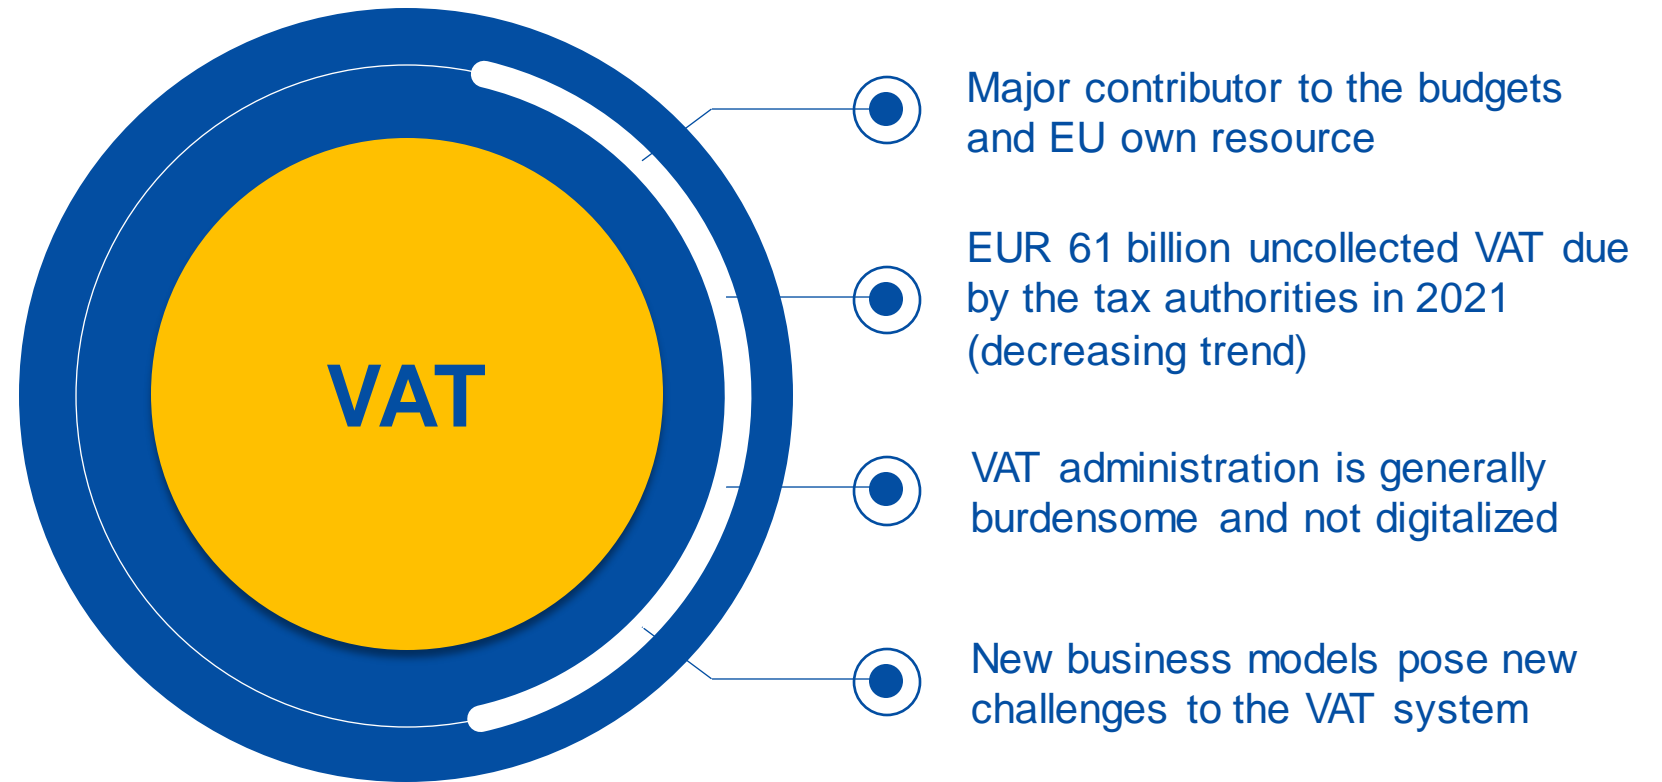 VAT
Major contributor to the budgets
and EU own resource
EUR 61 billion uncollected VAT due
by the tax authorities in 2021
(decreasing trend)
VAT administration is generally
burdensome and not digitalized
New business models pose new
challenges to the VAT system